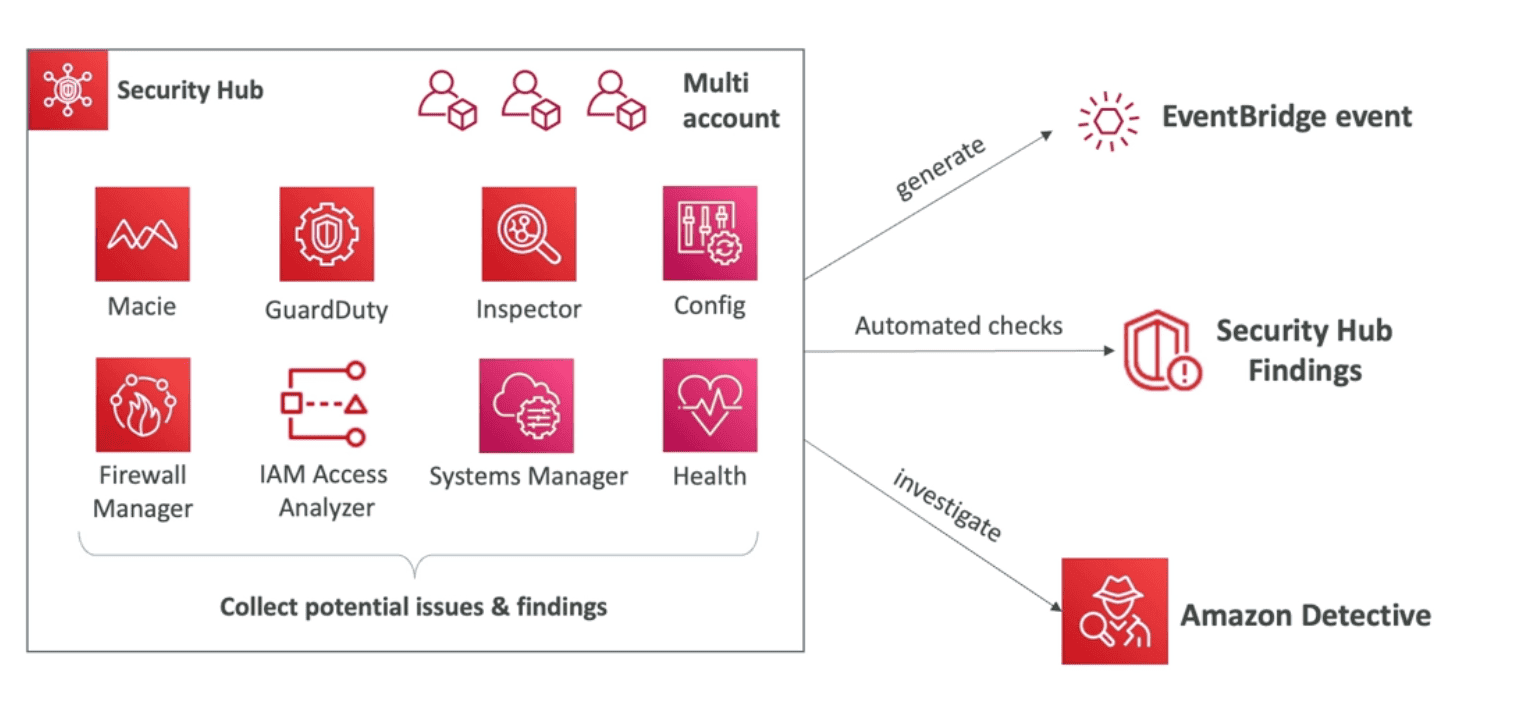 Security Hub
Multi
account
Macie
GuardDuty
Inspector
Config
Firewall
Manager
IAM Access
Analyzer
Systems Manager
Health
Collect potential issues & findings
generate
EventBridge event
Automated checks
Security Hub
Findings
investigate
Amazon Detective